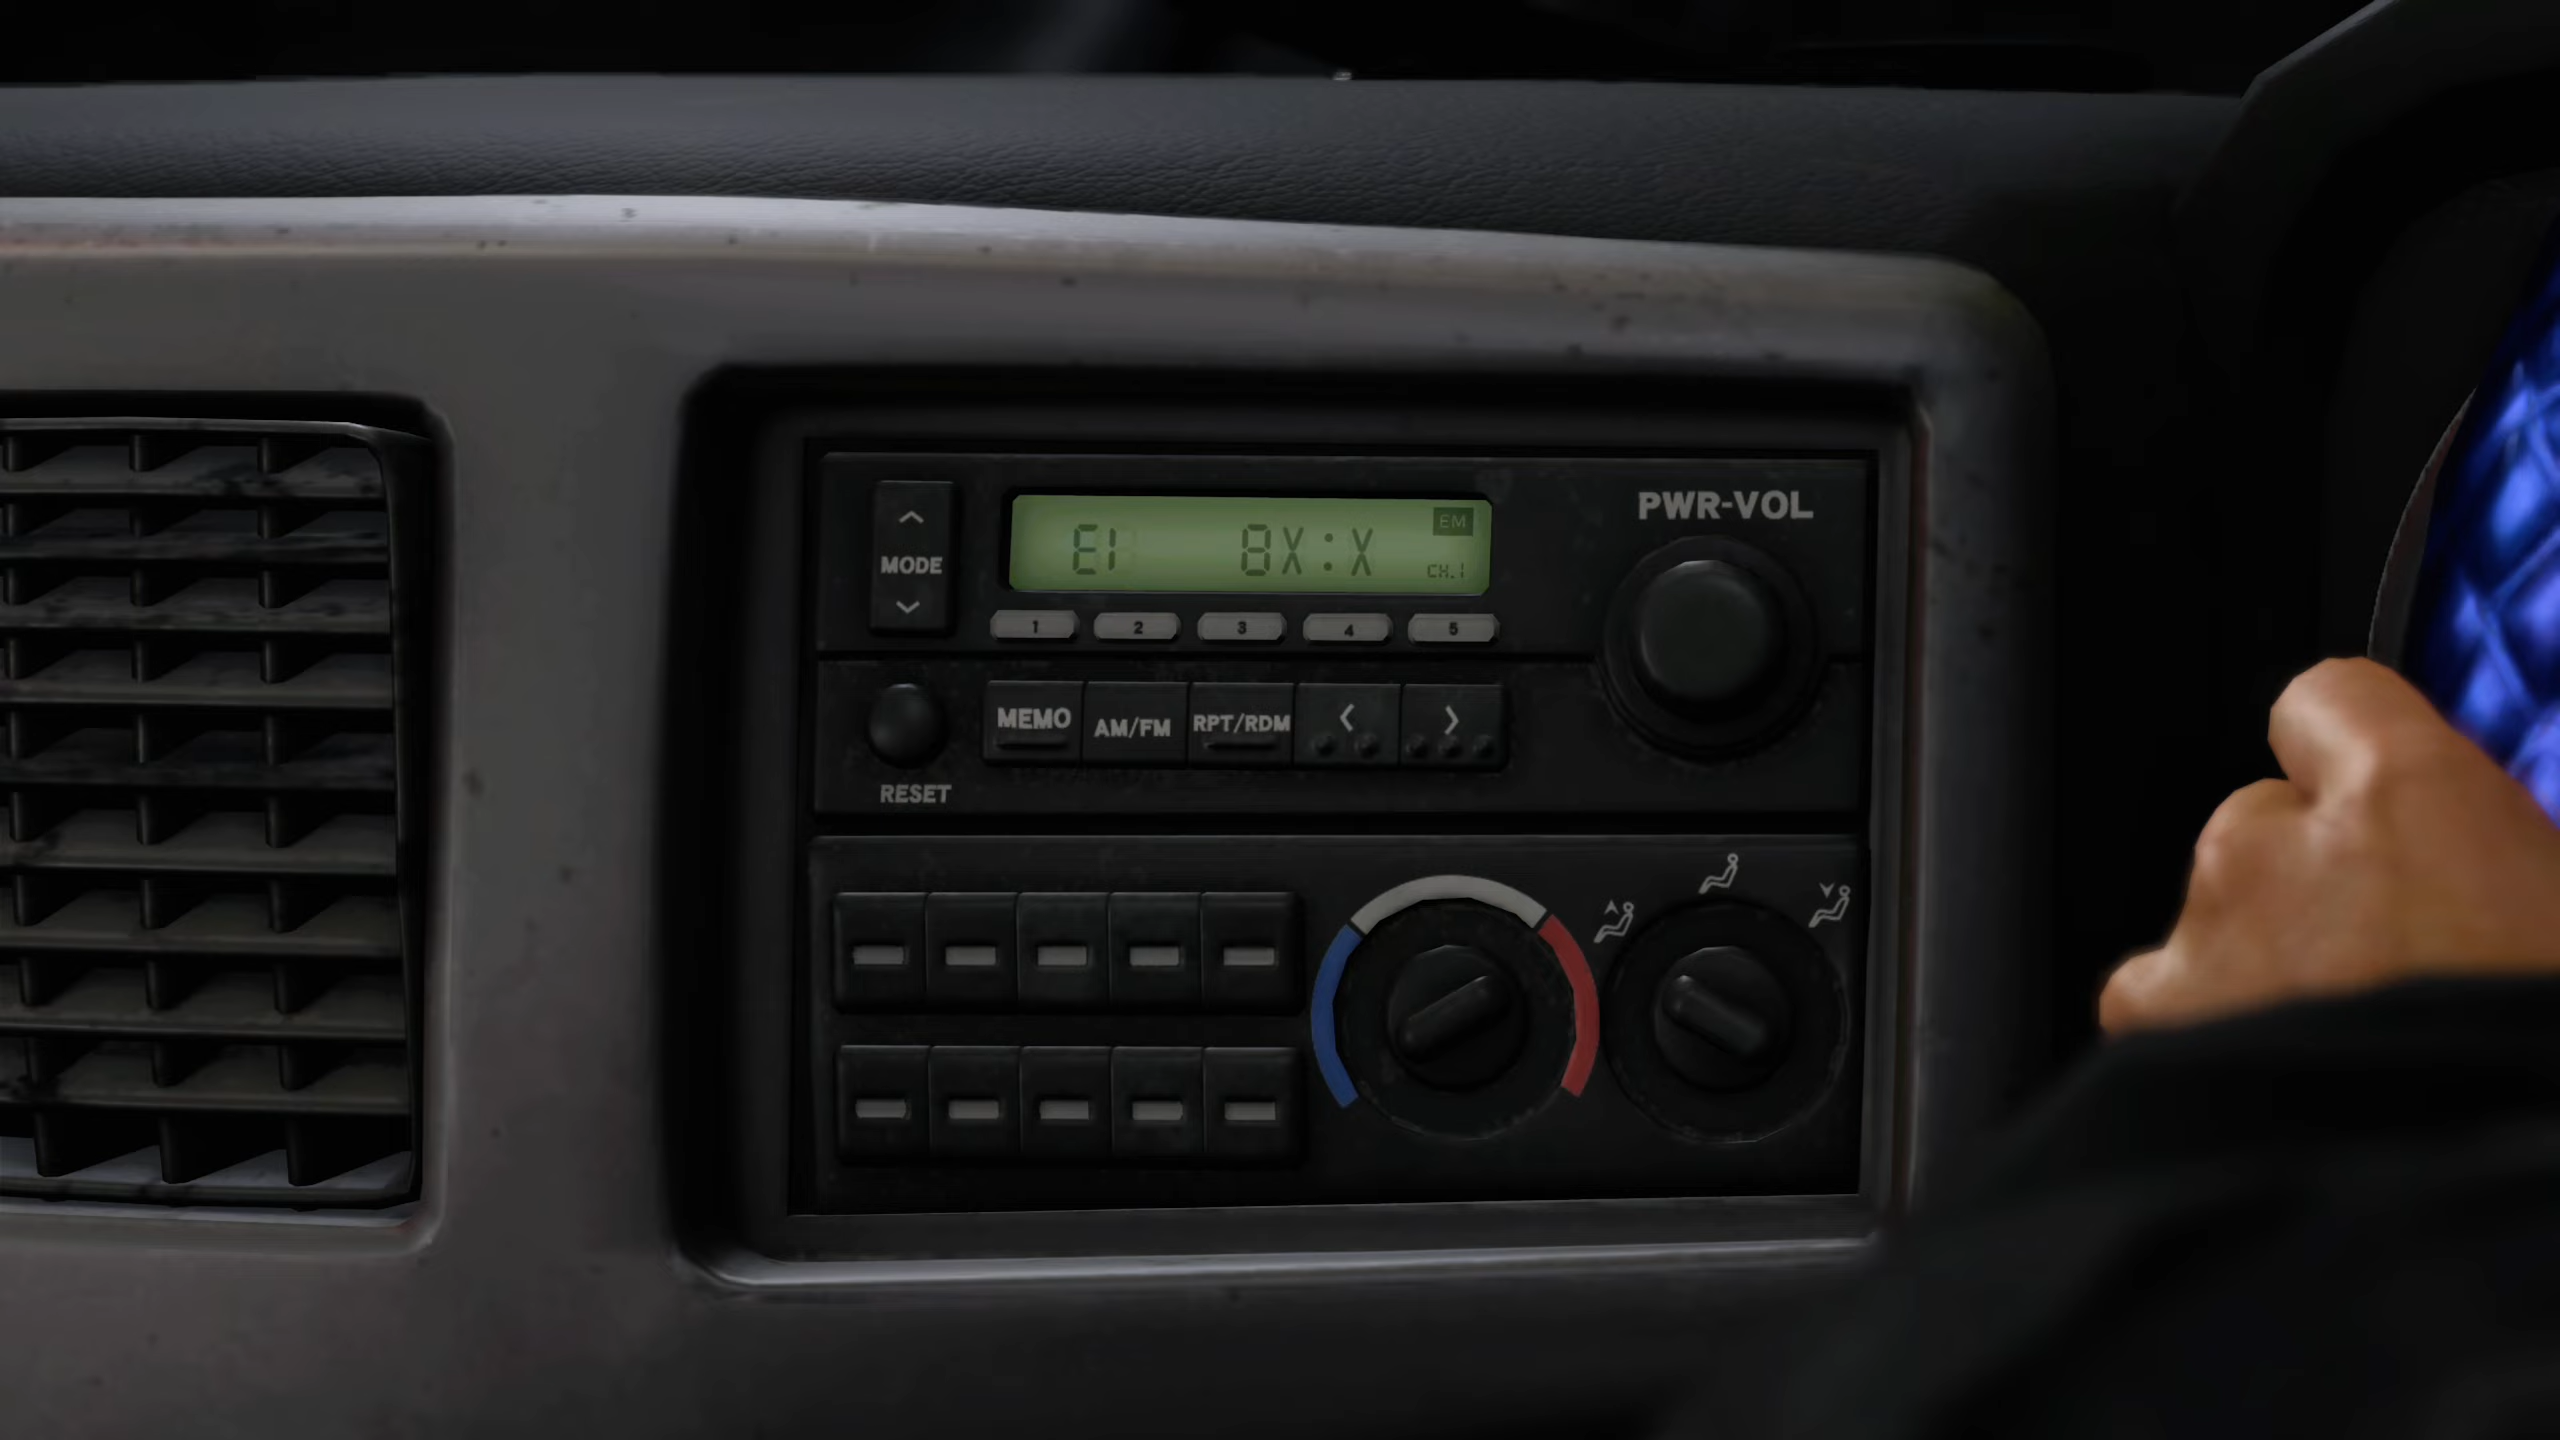 PWR-VOL
EM
MODE
E1 8X:X
CH.1
1 2 3 4 5
MEMO AM/FM RPT/RDM
RESET